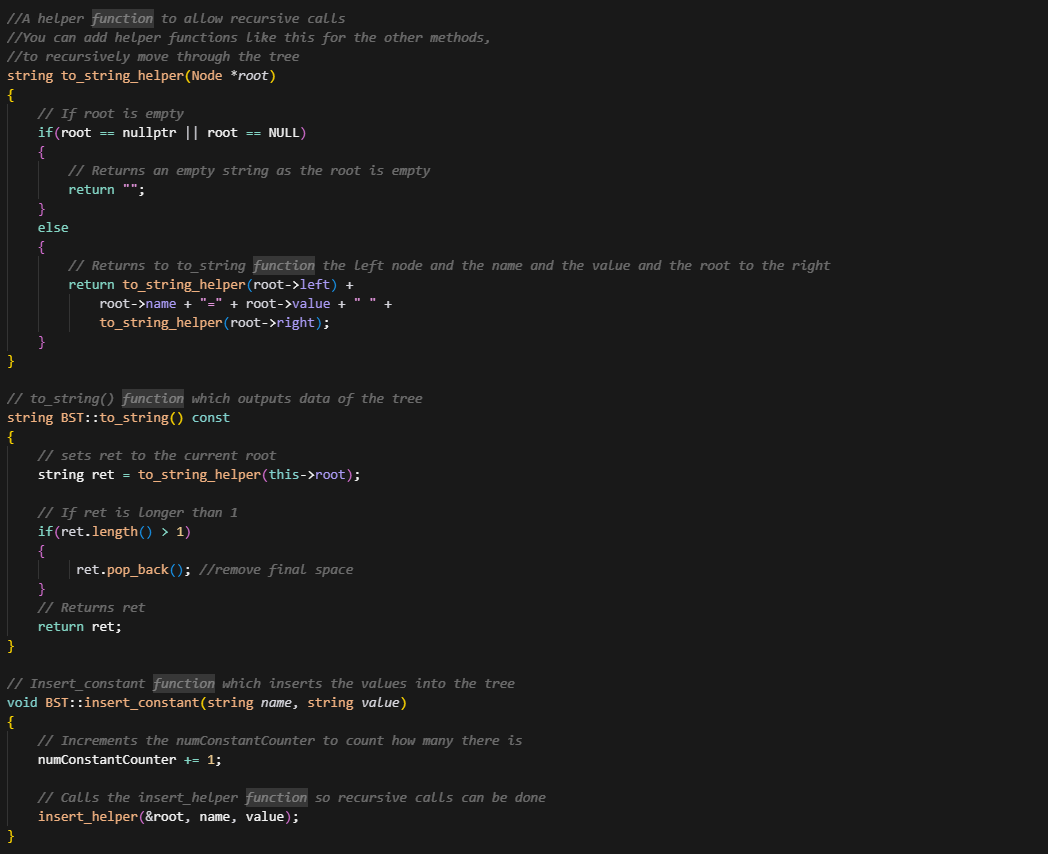 //A helper function to allow recursive calls
//You can add helper functions like this for the other methods,
//to recursively move through the tree
string to_string_helper(Node *root)
{
    // If root is empty
    if(root == nullptr || root == NULL)
    {
        // Returns an empty string as the root is empty
        return "";
    }
    else
    {
        // Returns to to_string function the left node and the name and the value and the root to the right
        return to_string_helper(root->left) +
            root->name + "=" + root->value + " " +
            to_string_helper(root->right);
    }
}

// to_string() function which outputs data of the tree
string BST::to_string() const
{
    // sets ret to the current root
    string ret = to_string_helper(this->root);

    // If ret is longer than 1
    if(ret.length() > 1)
    {
         ret.pop_back(); //remove final space
    }
    // Returns ret
    return ret;
}

// Insert_constant function which inserts the values into the tree
void BST::insert_constant(string name, string value)
{
    // Increments the numConstantCounter to count how many there is
    numConstantCounter += 1;

    // Calls the insert_helper function so recursive calls can be done
    insert_helper(&root, name, value);
}